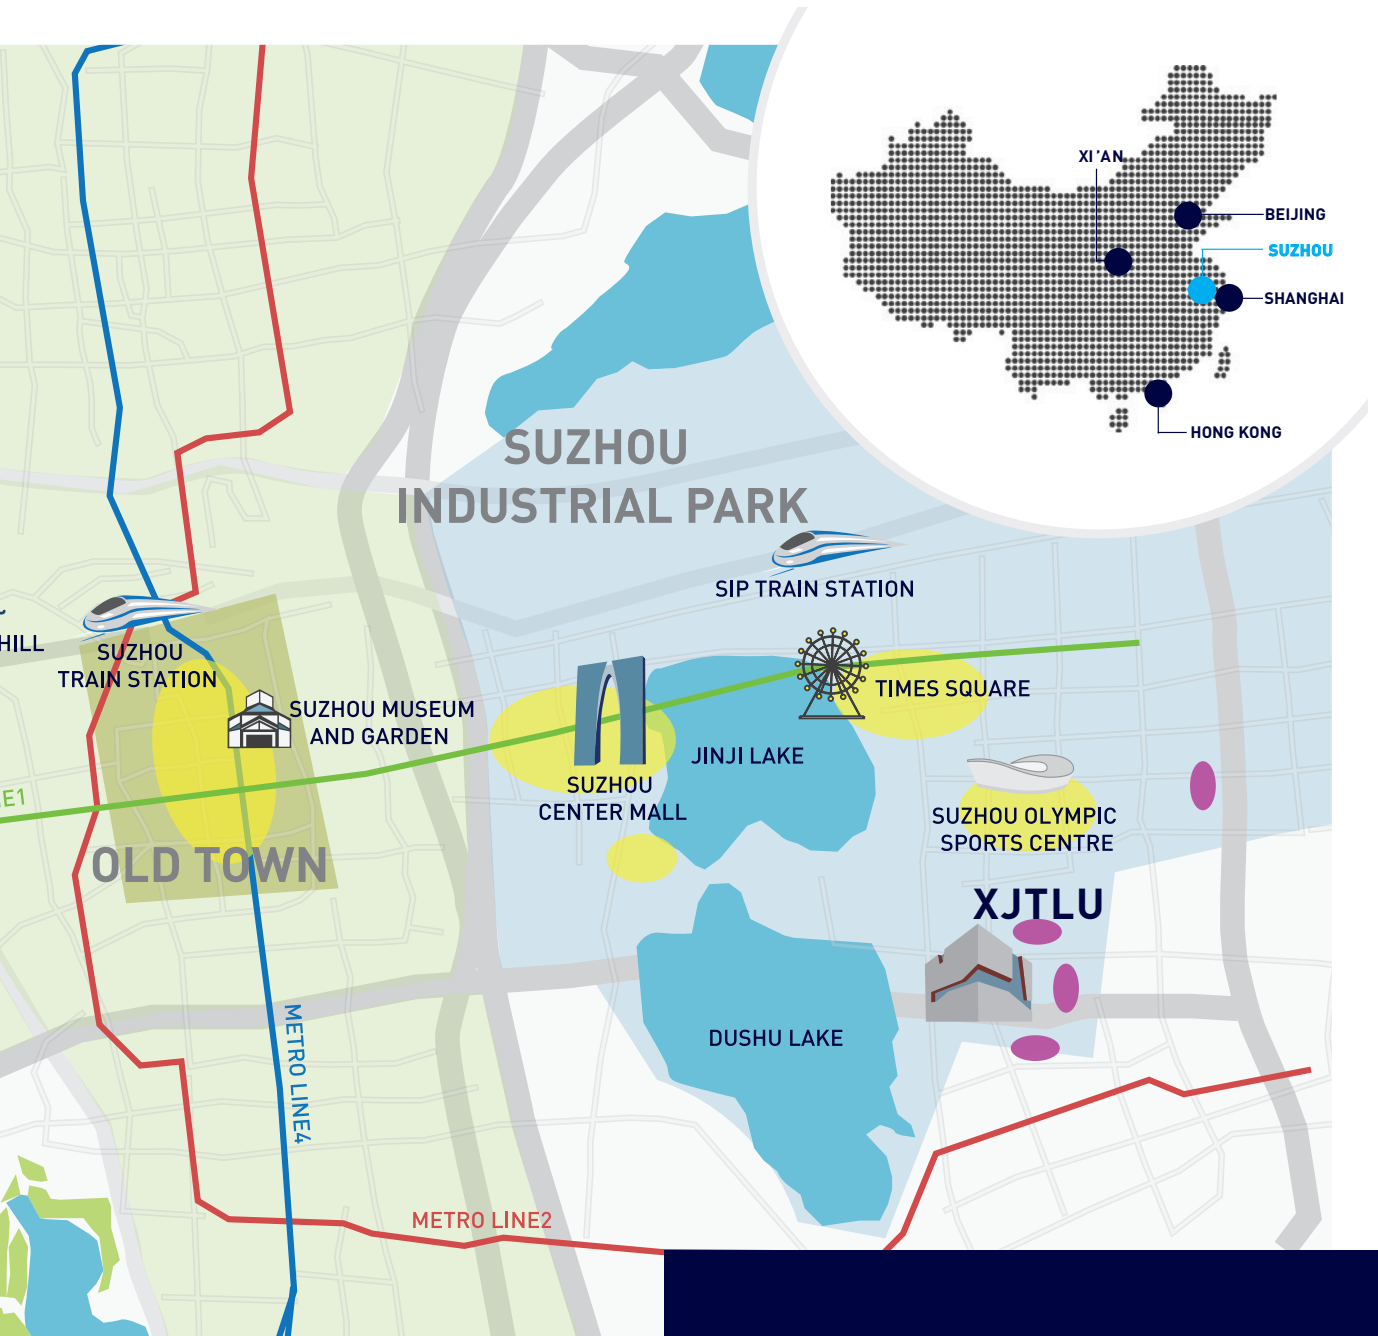 XI'AN
BEIJING
SUZHOU
SHANGHAI
HONG KONG
SUZHOU
INDUSTRIAL PARK
SIP TRAIN STATION
HILL
SUZHOU
TRAIN STATION
SUZHOU MUSEUM
AND GARDEN
TIMES SQUARE
JINJI LAKE
SUZHOU
CENTER MALL
E1
SUZHOU OLYMPIC
SPORTS CENTRE
OLD TOWN
XJTLU
DUSHU LAKE
METRO LINE4
METRO LINE2